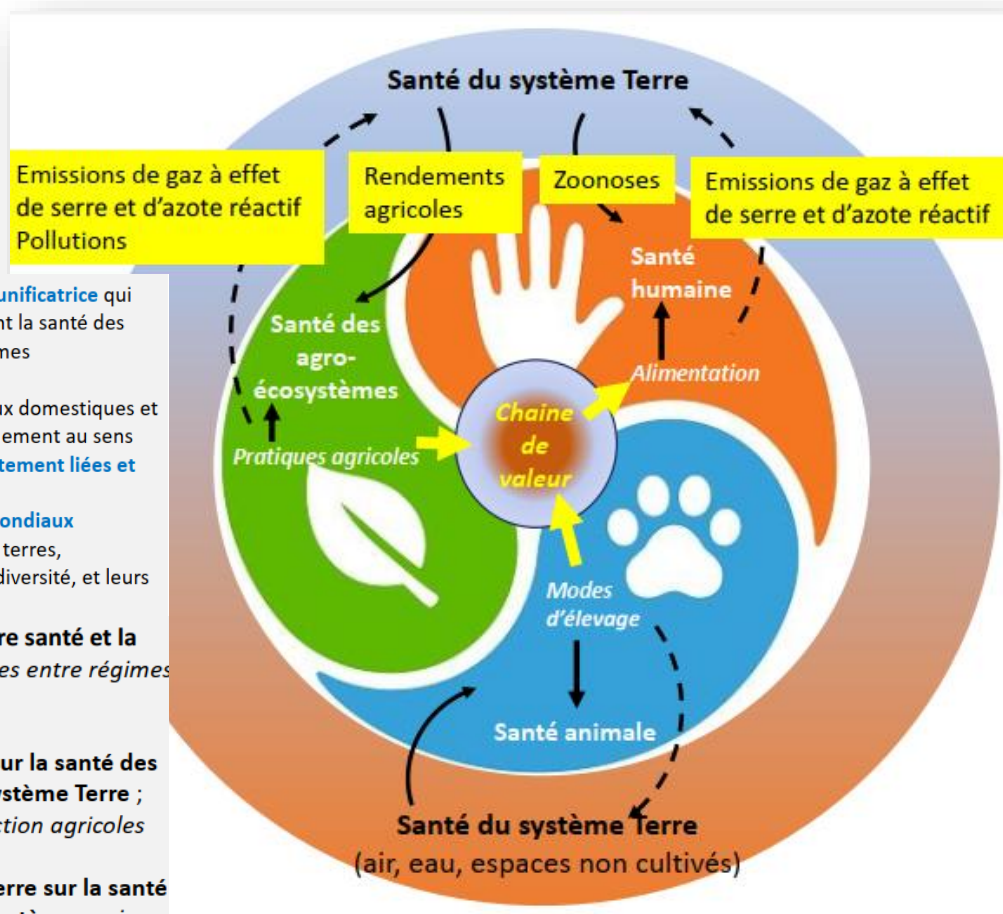 Santé du système Terre
Emissions de gaz à effet
de serre et d'azote réactif
Pollutions
Rendements
agricoles
Zoonoses
Emissions de gaz à effet
de serre et d'azote réactif
Santé
humaine
Santé des
agro-
écosystèmes
Alimentation
Chaine
de
valeur
Pratiques agricoles
Modes
d'élevage
Santé animale
Santé du système Terre
(air, eau, espaces non cultivés)
unificatrice qui
nt la santé des
mes
ux domestiques et
nement au sens
itement liées et
ondiaux
terres,
diversité, et leurs
re santé et la
es entre régimes
ur la santé des
ystème Terre ;
ction agricoles
erre sur la santé